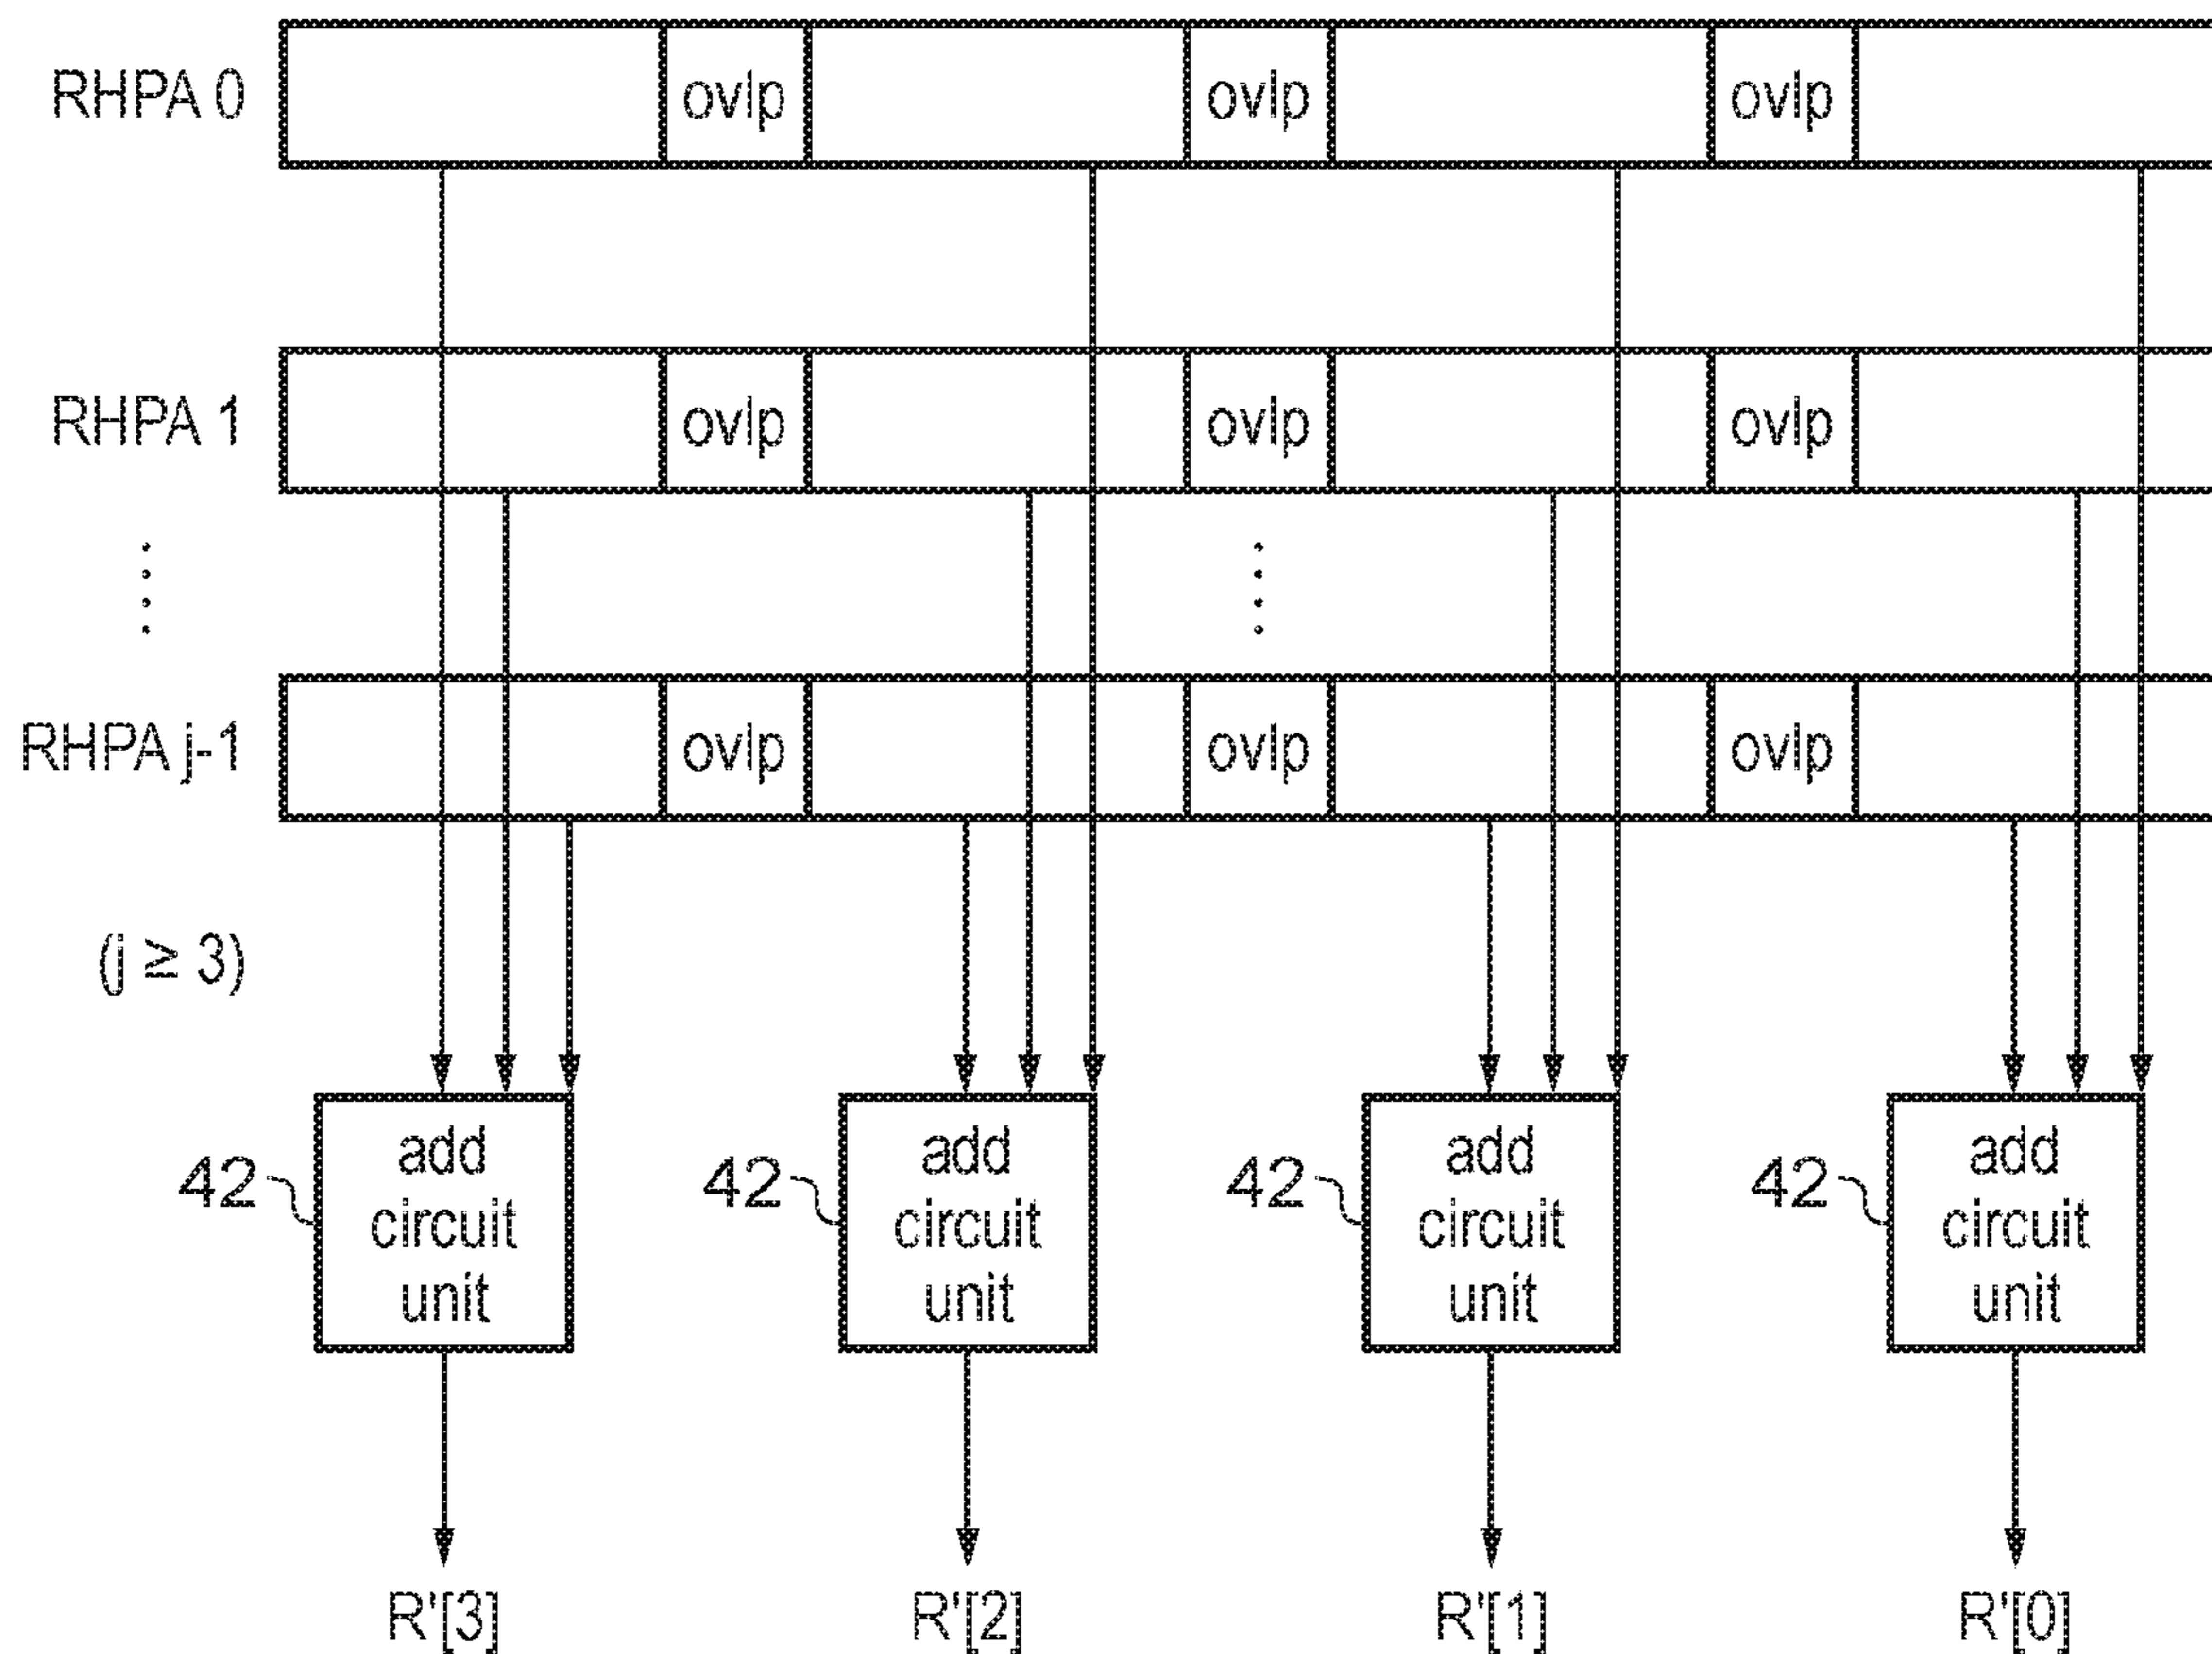 RHPA 0 ovlp ovlp ovlp
RHPA 1 ovlp ovlp ovlp
RHPA j-1 ovlp ovlp ovlp
(j ≥ 3)
42 add circuit unit
42 add circuit unit
42 add circuit unit
42 add circuit unit
R'[3] R'[2] R'[1] R'[0]